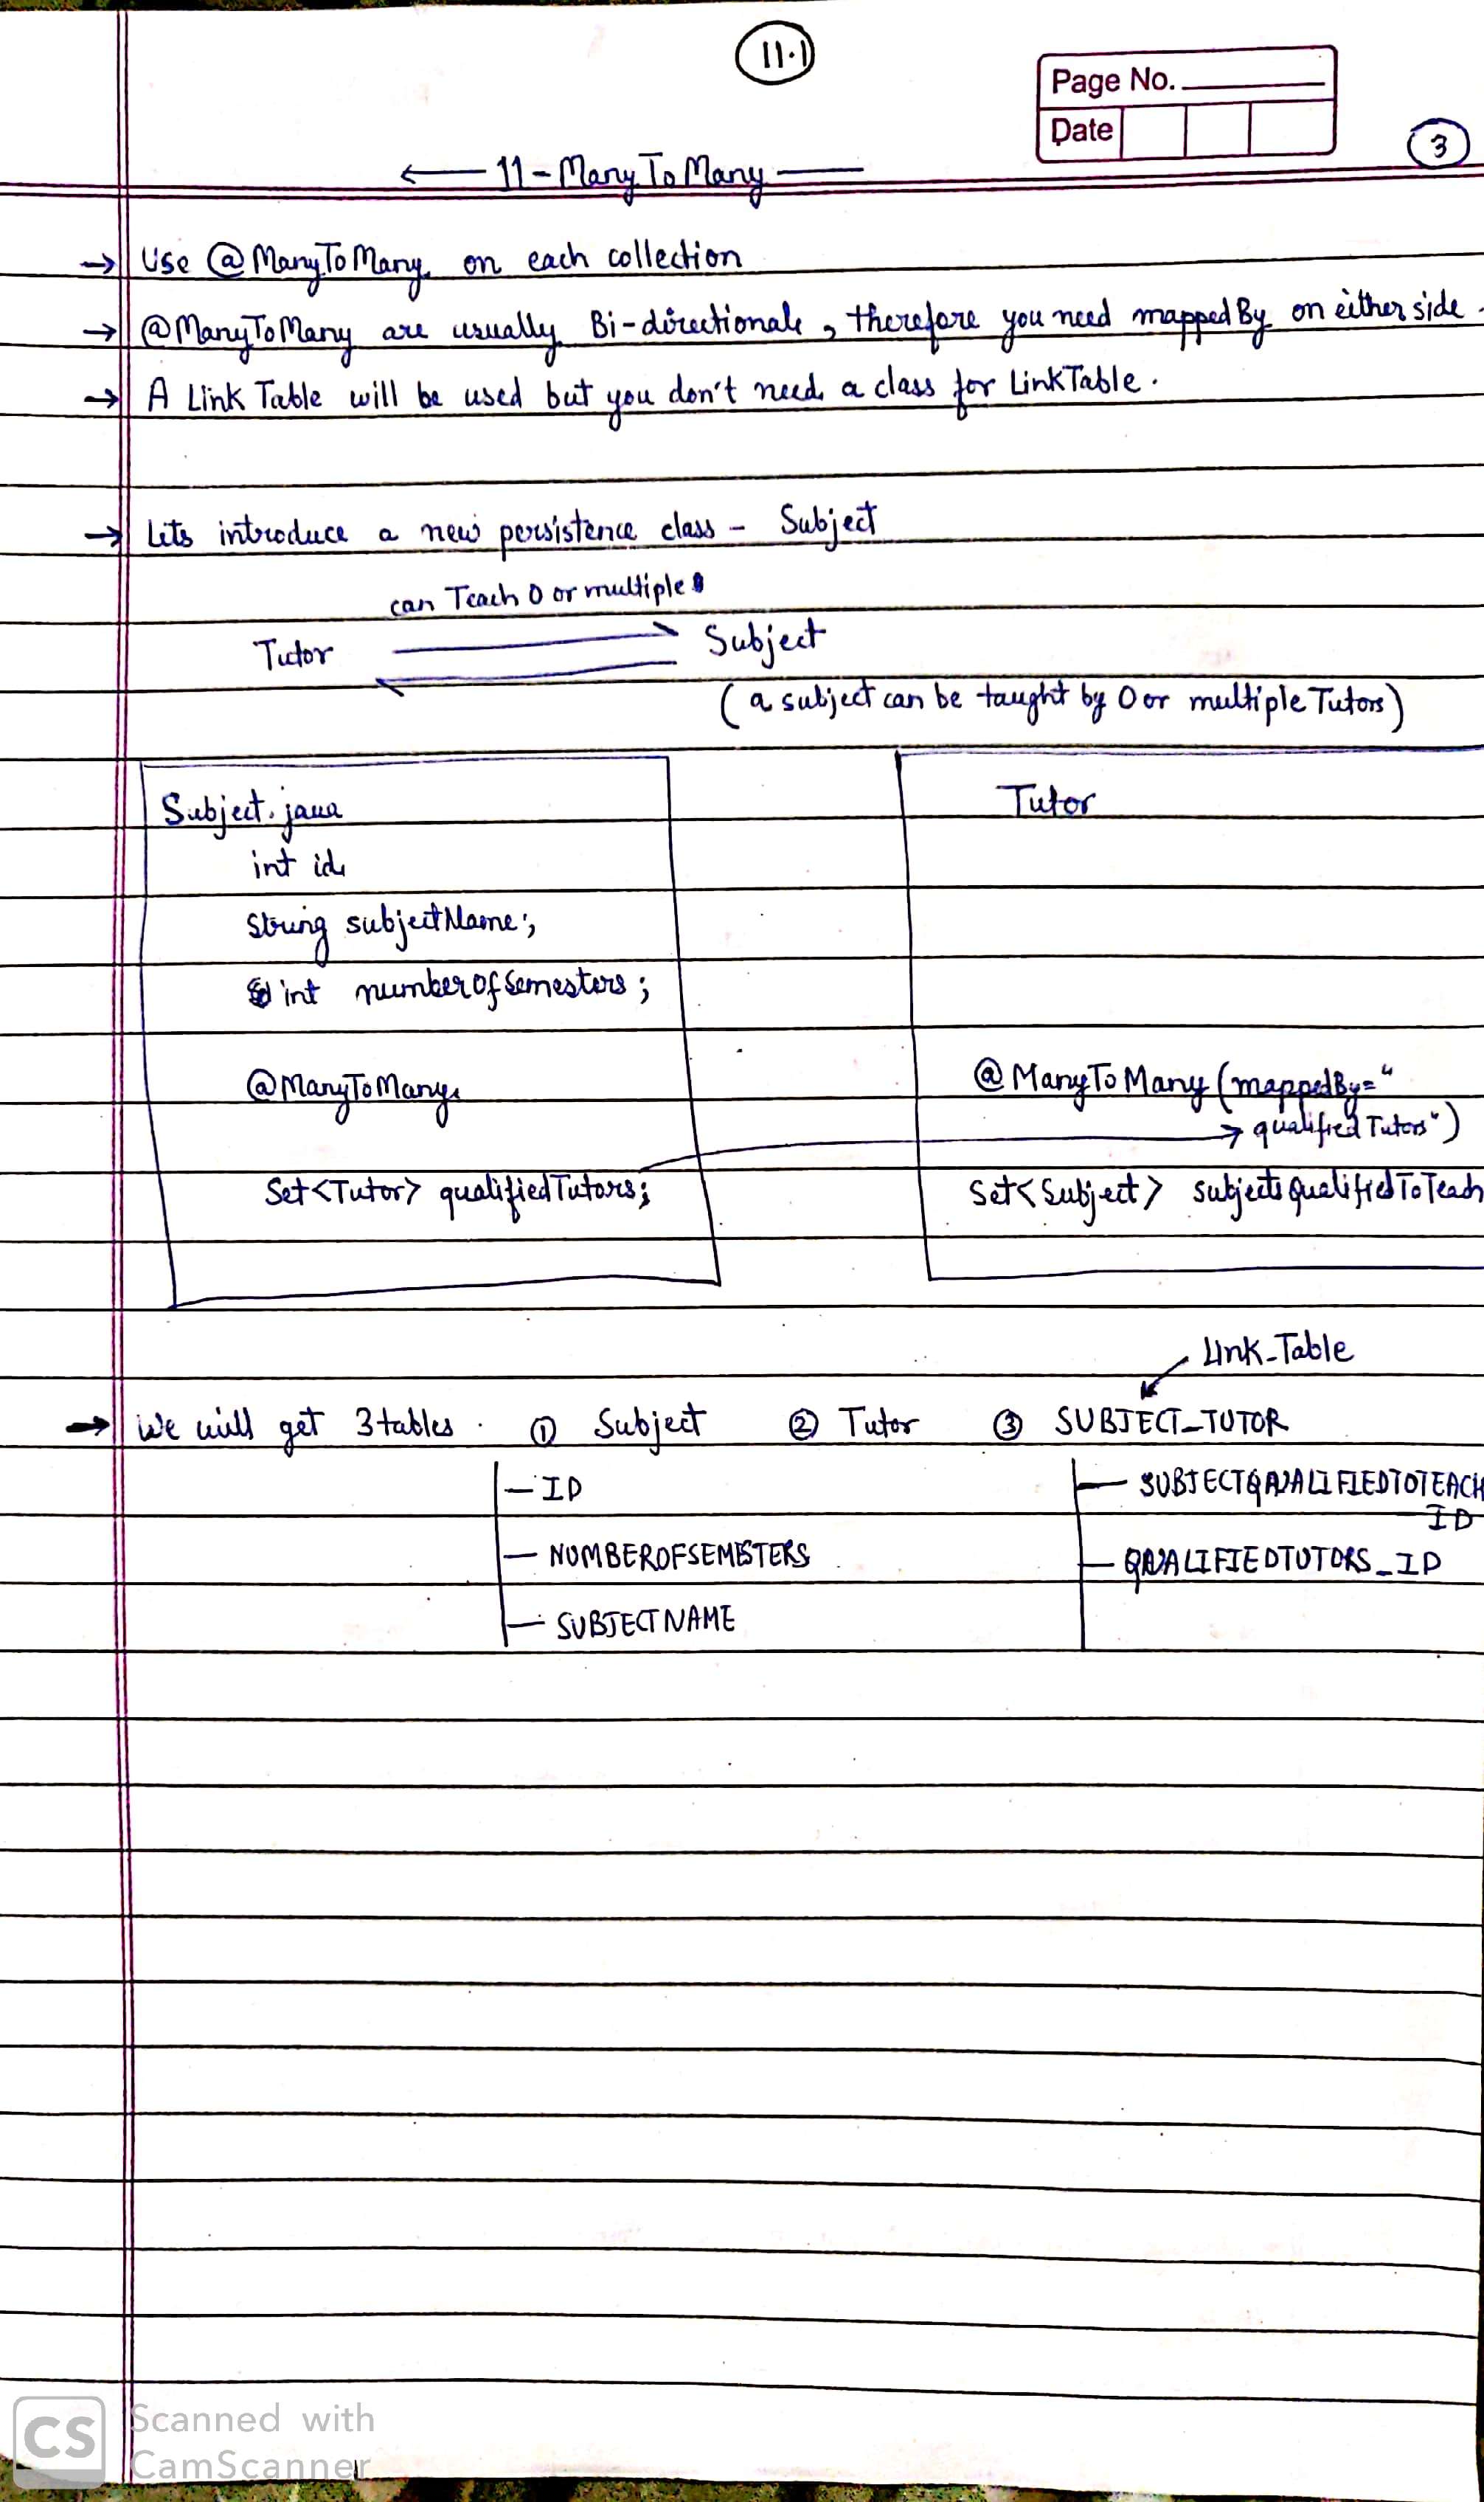 11.1
Page No.
Date
3
11 - ManyToMany
→ Use @ManyToMany on each collection
→ @ManyToMany are usually Bi-directionale, therefore you need mappedBy on either side.
→ A Link Table will be used but you don't need a class for LinkTable.
→ Lets introduce a new persistence class - Subject
can Teach 0 or multiple
Tutor Subject
(a subject can be taught by 0 or multiple Tutors)
Subject.java
int id
String subjectName;
int numberofSemesters;
@ManyToMany
Set<Tutor> qualifiedTutors;
Tutor
@ManyToMany (mappedBy="
qualifiedTutors")
Set<Subject> subjectsQualifiedToTeach
Link_Table
→ We will get 3 tables. ① Subject ② Tutor ③ SUBJECT_TUTOR
ID
NUMBEROFSEMESTERS
SUBJECTNAME
SUBJECTQUALIFIEDTOTEACH
ID
QUALIFIEDTUTORS_ID
CS
Scanned with
CamScanner